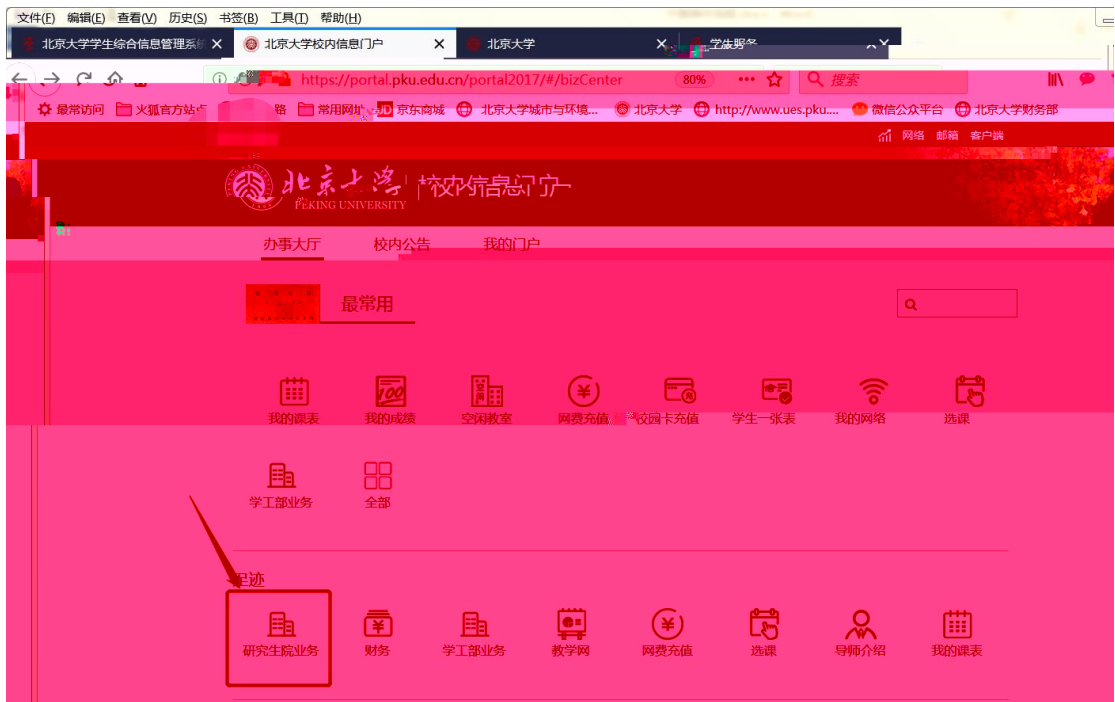 文件(F) 编辑(E) 查看(V) 历史(S) 书签(B) 工具(T) 帮助(H)
北京大学学生综合信息管理系统 北京大学校内信息门户 北京大学
https://portal.pku.edu.cn/portal2017/#/bizCenter 80% 搜索
最常访问 火狐官方站点 常用网址 JD 京东商城 北京大学城市与环境... 北京大学 http://www.ues.pku.... 微信公众平台 北京大学财务部
网络 邮箱 客户端
北京大学 校内信息门户
PEKING UNIVERSITY
办事大厅 校内公告 我的门户
最常用
我的课表 我的成绩 空闲教室 网费充值 校园卡充值 学生一张表 我的网络 选课
学工部业务 全部
足迹
研究生院业务 财务 学工部业务 教学网 网费充值 选课 导师介绍 我的课表